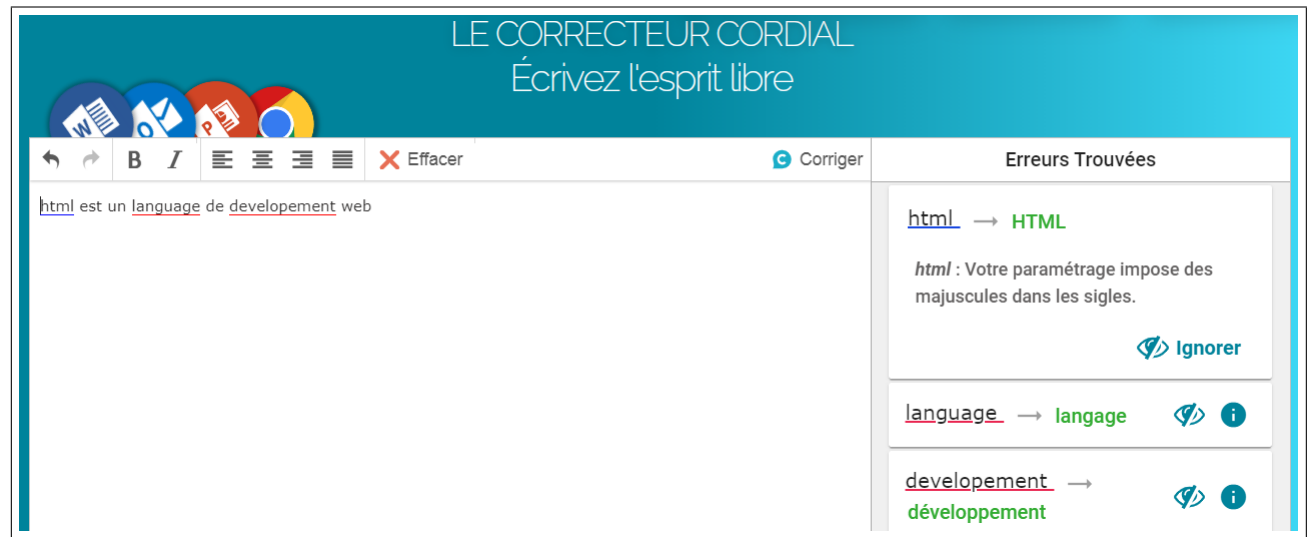 LE CORRECTEUR CORDIAL
Écrivez l'esprit libre
W O P
B I Effacer C Corriger
Erreurs Trouvées
html est un language de developement web
html → HTML
html : Votre paramétrage impose des
majuscules dans les sigles.
Ignorer
language → langage i
developement →
développement i